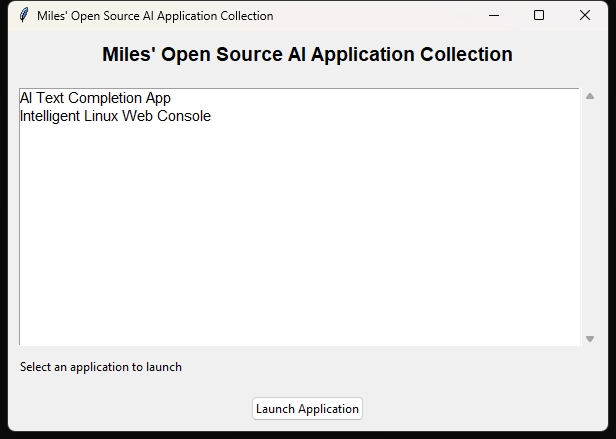 Miles' Open Source AI Application Collection
Miles' Open Source AI Application Collection
AI Text Completion App
Intelligent Linux Web Console
Select an application to launch
Launch Application